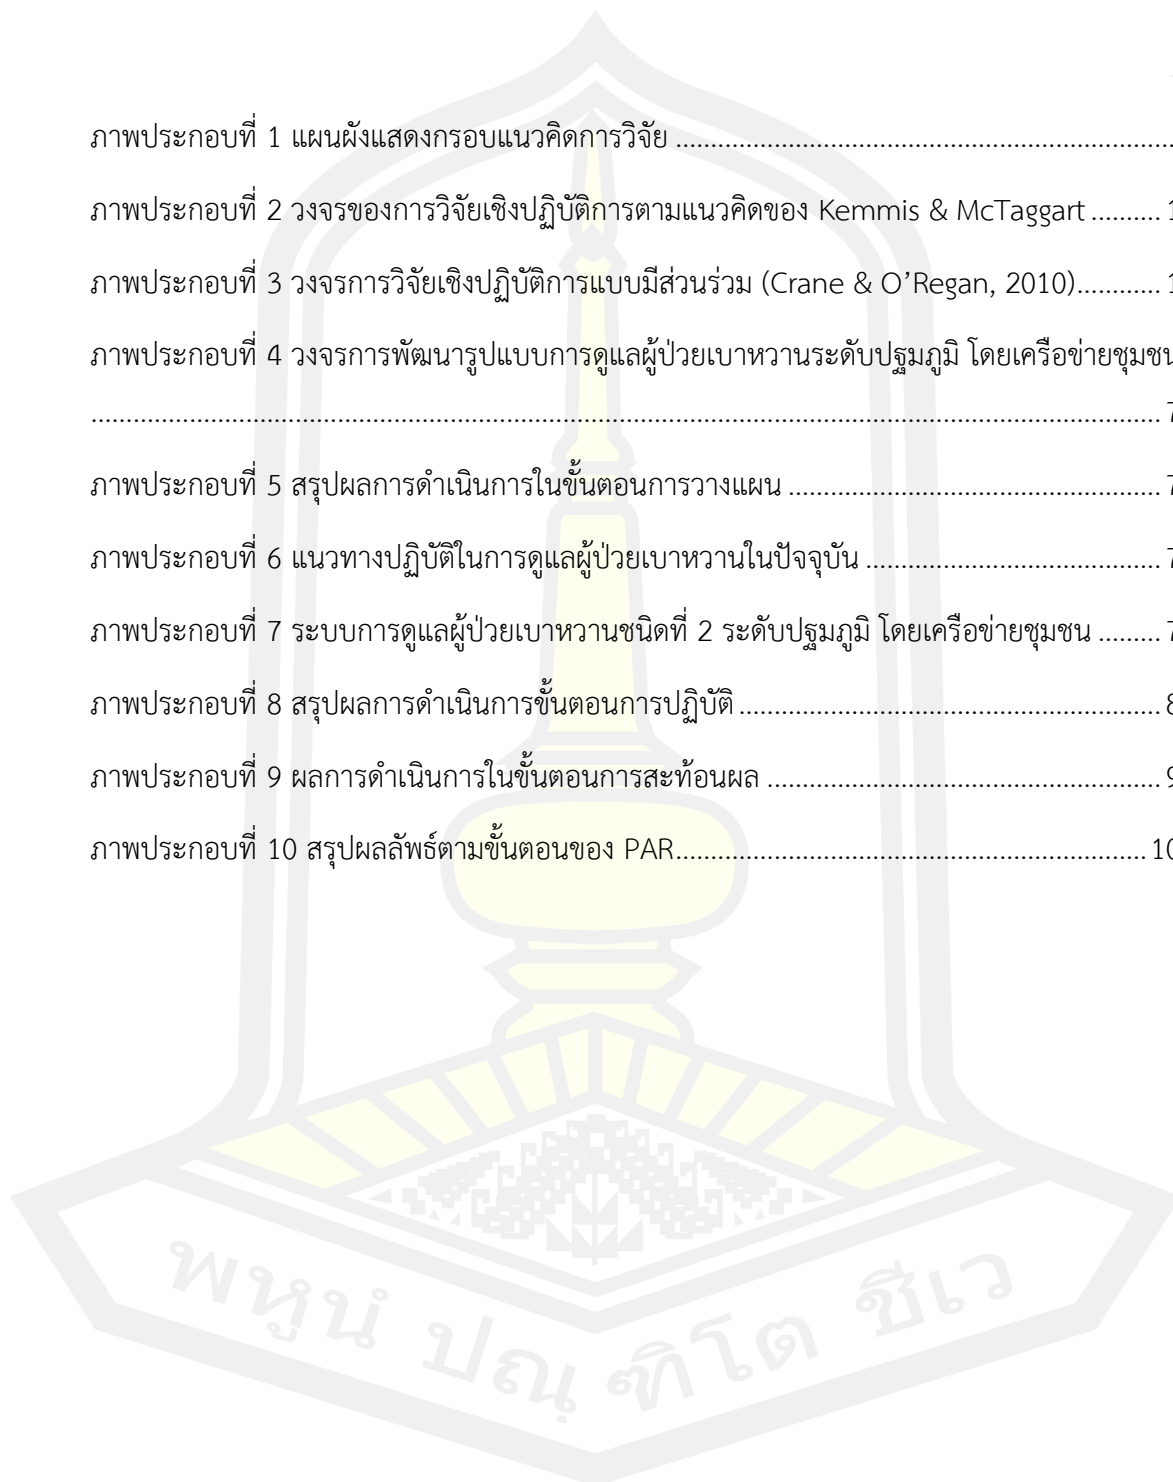 ภาพประกอบที่ 1 แผนผังแสดงกรอบแนวคิดการวิจัย ........................................................................
ภาพประกอบที่ 2 วงจรของการวิจัยเชิงปฏิบัติการตามแนวคิดของ Kemmis & McTaggart .......... 1
ภาพประกอบที่ 3 วงจรการวิจัยเชิงปฏิบัติการแบบมีส่วนร่วม (Crane & O’Regan, 2010)............ 1
ภาพประกอบที่ 4 วงจรการพัฒนารูปแบบการดูแลผู้ป่วยเบาหวานระดับปฐมภูมิ โดยเครือข่ายชุมชน
......................................................................................................................................................... 7
ภาพประกอบที่ 5 สรุปผลการดำเนินการในขั้นตอนการวางแผน ..................................................... 7
ภาพประกอบที่ 6 แนวทางปฏิบัติในการดูแลผู้ป่วยเบาหวานในปัจจุบัน .......................................... 7
ภาพประกอบที่ 7 ระบบการดูแลผู้ป่วยเบาหวานชนิดที่ 2 ระดับปฐมภูมิ โดยเครือข่ายชุมชน ......... 7
ภาพประกอบที่ 8 สรุปผลการดำเนินการขั้นตอนการปฏิบัติ ............................................................ 8
ภาพประกอบที่ 9 ผลการดำเนินการในขั้นตอนการสะท้อนผล ........................................................ 9
ภาพประกอบที่ 10 สรุปผลลัพธ์ตามขั้นตอนของ PAR................................................................... 10
พหูนํ ปณฺฑิโต ชีเว